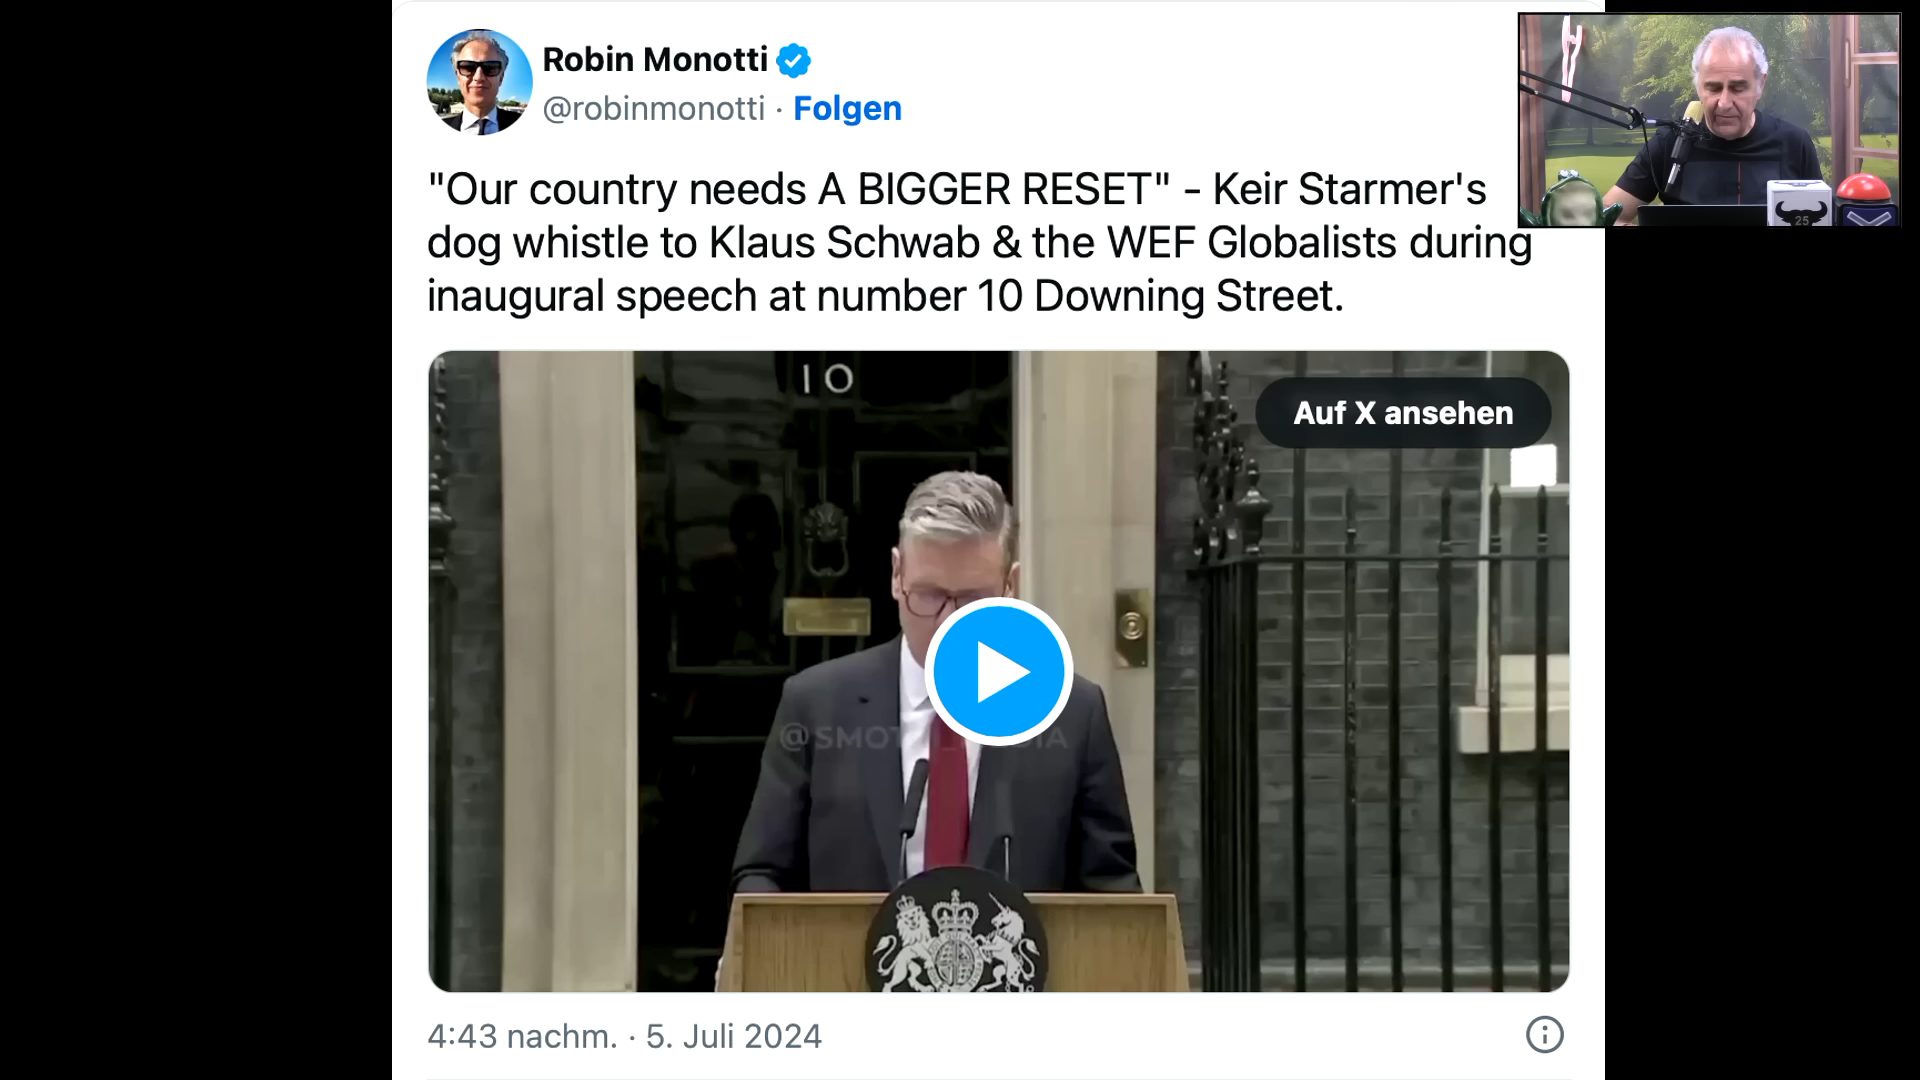 Robin Monotti
@robinmonotti · Folgen
"Our country needs A BIGGER RESET" - Keir Starmer's
dog whistle to Klaus Schwab & the WEF Globalists during
inaugural speech at number 10 Downing Street.
10
Auf X ansehen
25
4:43 nachm. · 5. Juli 2024